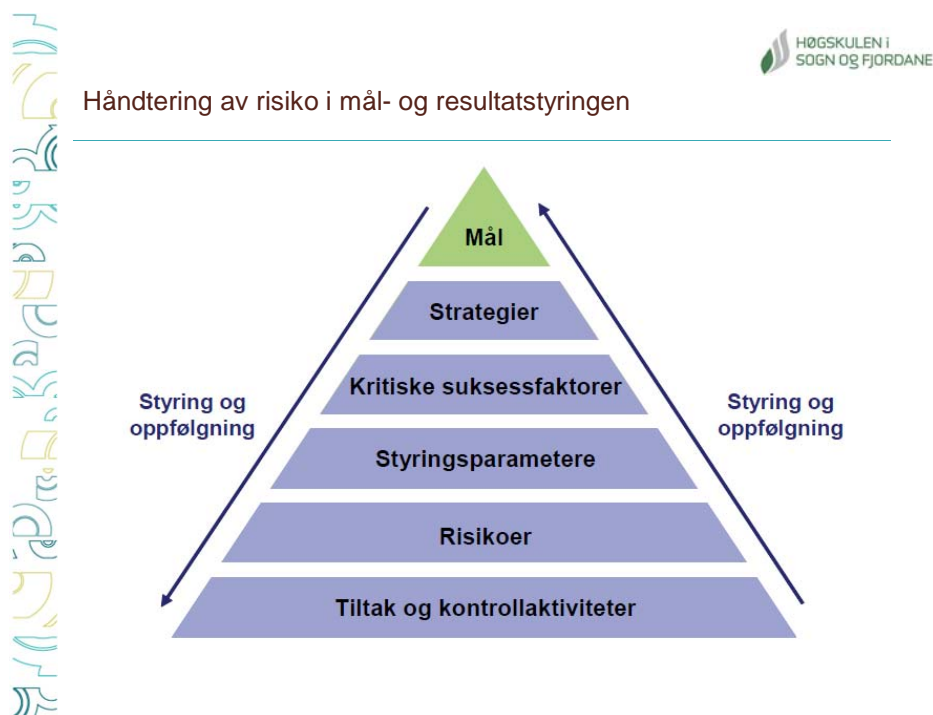 HØGSKULEN i
SOGN OG FJORDANE
Håndtering av risiko i mål- og resultatstyringen
Mål
Strategier
Kritiske suksessfaktorer
Styring og
oppfølgning
Styring og
oppfølgning
Styringsparametere
Risikoer
Tiltak og kontrollaktiviteter